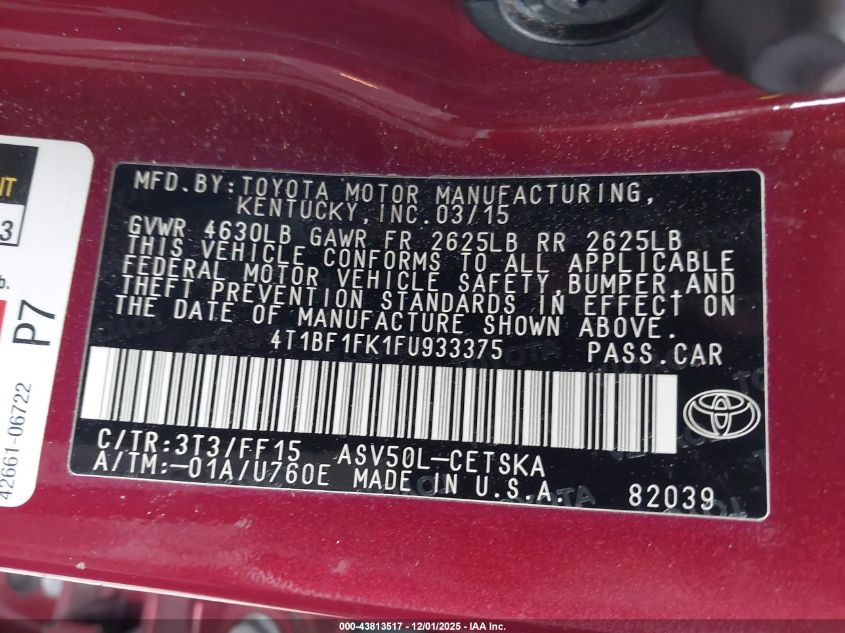 IT
3
b.
P7
42661-06722
MFD.BY:TOYOTA MOTOR MANUFACTURING,
KENTUCKY,INC.03/15
GVWR 4630LB GAWR FR 2625LB RR 2625LB
THIS VEHICLE CONFORMS TO ALL APPLICABLE
FEDERAL MOTOR VEHICLE SAFETY,BUMPER,AND
THEFT PREVENTION STANDARDS IN EFFECT ON
THE DATE OF MANUFACTURE SHOWN ABOVE.
4T1BF1FK1FU933375 PASS.CAR
C/TR:3T3/FF15 ASV50L-CETSKA
A/TM:-01A/U760E MADE IN U.S.A. 82039
000-43813517 - 12/01/2025 - IAA, Inc.